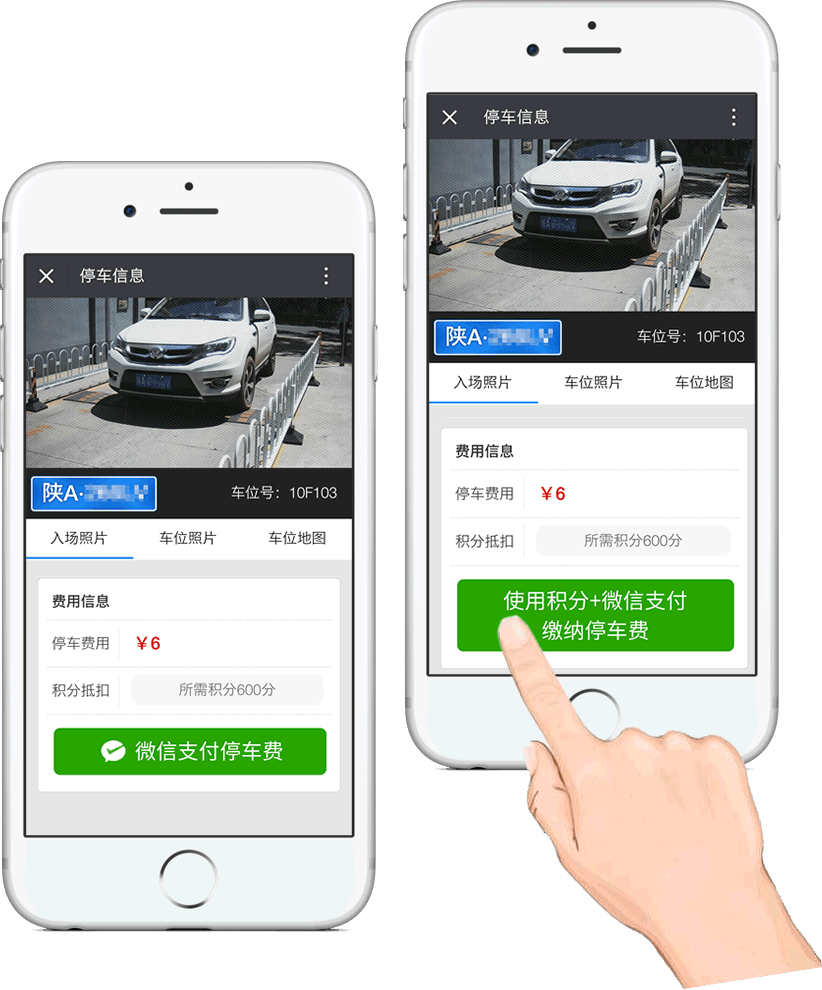 停车信息
陕A·
车位号：10F103
入场照片 车位照片 车位地图
费用信息
停车费用 ￥6
积分抵扣 所需积分600分
微信支付停车费
停车信息
陕A·
车位号：10F103
入场照片 车位照片 车位地图
费用信息
停车费用 ￥6
积分抵扣 所需积分600分
使用积分+微信支付
缴纳停车费